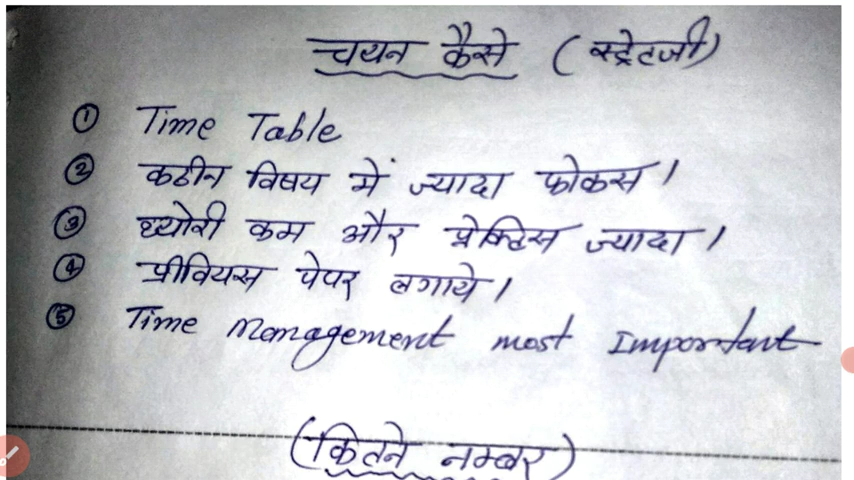 चयन कैसे (स्ट्रेटजी)
① Time Table
② कठीन विषय में ज्यादा फोकस।
③ थ्योरी कम और प्रेक्टिस ज्यादा।
④ प्रीवियस पेपर लगाये।
⑤ Time Management most Important
(कितने नम्बर)